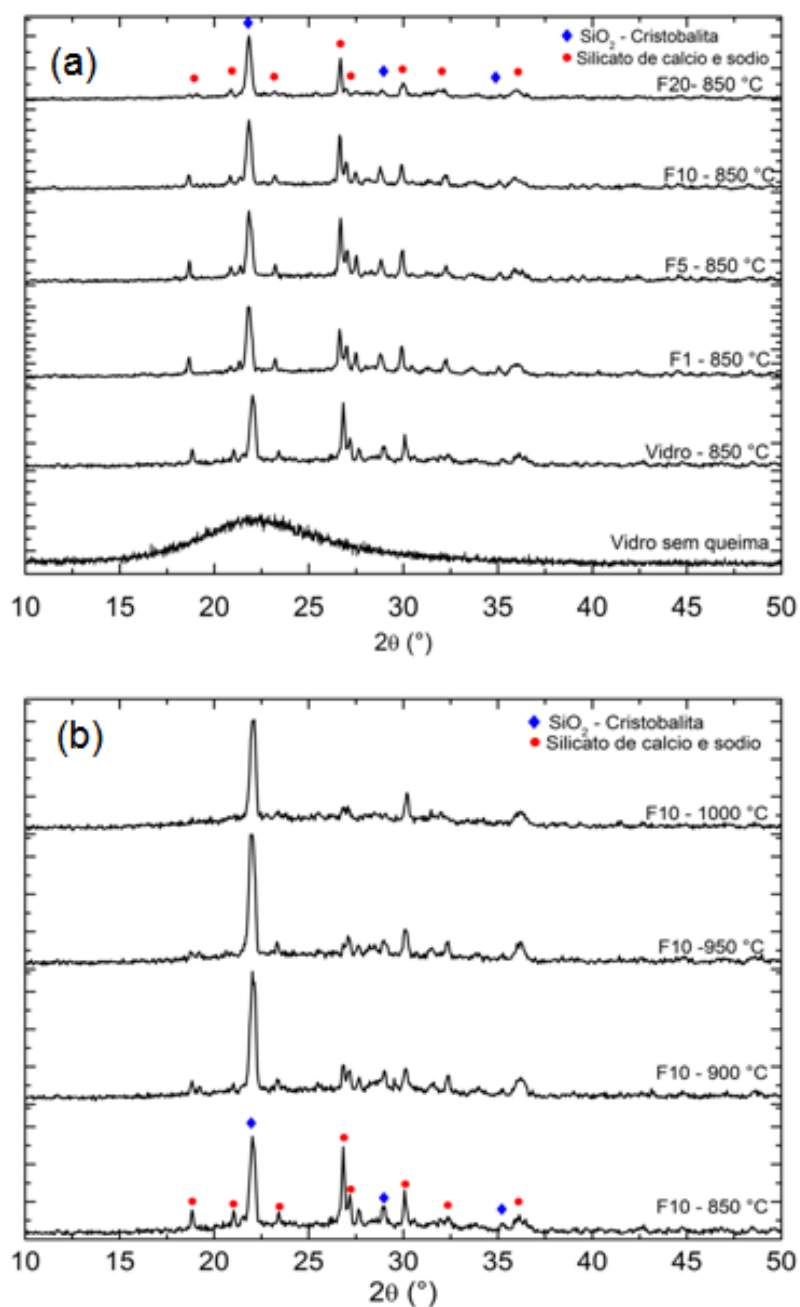 (a)
SiO2 - Cristobalita
Silicato de calcio e sodio
F20- 850 °C
F10 - 850 °C
F5 - 850 °C
F1 - 850 °C
Vidro - 850 °C
Vidro sem queima
10 15 20 25 30 35 40 45 50
2θ (°)
(b)
SiO2 - Cristobalita
Silicato de calcio e sodio
F10 - 1000 °C
F10 -950 °C
F10 - 900 °C
F10 - 850 °C
10 15 20 25 30 35 40 45 50
2θ (°)